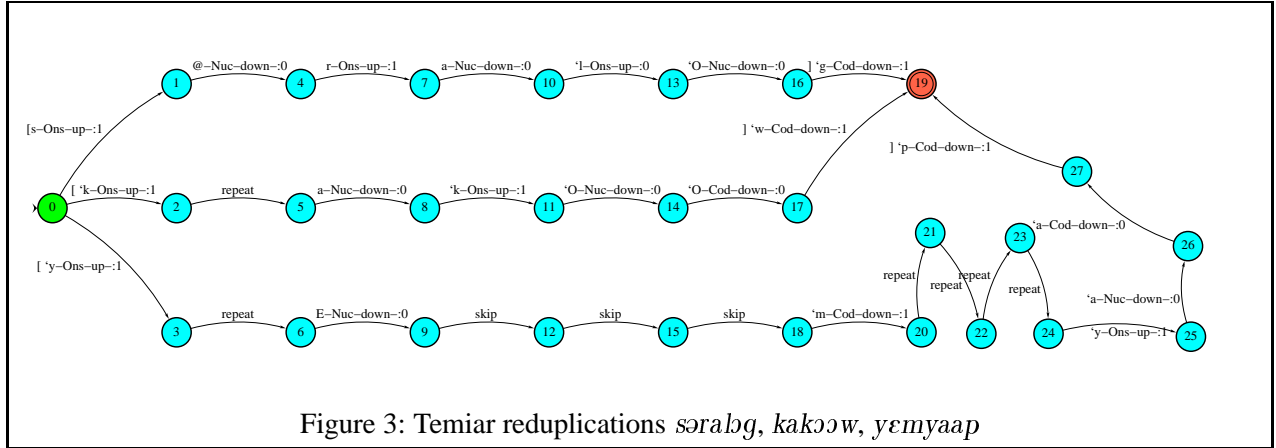 @–Nuc–down–:0 r–Ons–up–:1 a–Nuc–down–:0 ‘l–Ons–up–:0 ‘O–Nuc–down–:0 ] ‘g–Cod–down–:1
1 4 7 10 13 16 19
[s–Ons–up–:1 ] ‘w–Cod–down–:1
] ‘p–Cod–down–:1
27
[ ‘k–Ons–up–:1 repeat a–Nuc–down–:0 ‘k–Ons–up–:1 ‘O–Nuc–down–:0 ‘O–Cod–down–:0
0 2 5 8 11 14 17
21 23 ‘a–Cod–down–:0
26
[ ‘y–Ons–up–:1
repeat repeat repeat repeat
‘a–Nuc–down–:0
repeat E–Nuc–down–:0 skip skip skip ‘m–Cod–down–:1
3 6 9 12 15 18 20 22 24 ‘y–Ons–up–:1 25
Figure 3: Temiar reduplications səralɔg, kakɔɔw, yɛmyaap